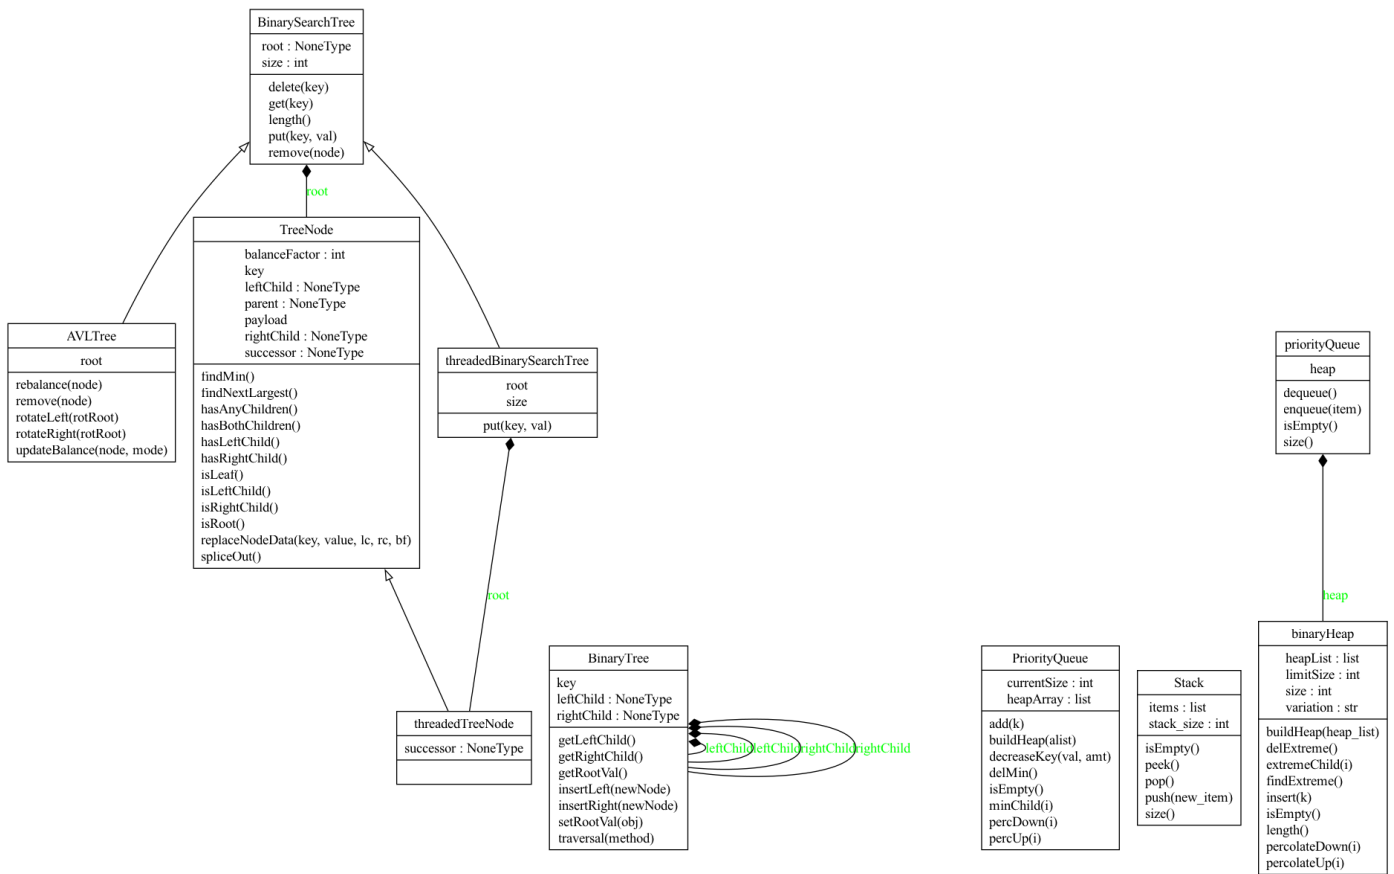 BinarySearchTree
root : NoneType
size : int
delete(key)
get(key)
length()
put(key, val)
remove(node)
root
TreeNode
balanceFactor : int
key
leftChild : NoneType
parent : NoneType
payload
rightChild : NoneType
successor : NoneType
findMin()
findNextLargest()
hasAnyChildren()
hasBothChildren()
hasLeftChild()
hasRightChild()
isLeaf()
isLeftChild()
isRightChild()
isRoot()
replaceNodeData(key, value, lc, rc, bf)
spliceOut()
AVLTree
root
rebalance(node)
remove(node)
rotateLeft(rotRoot)
rotateRight(rotRoot)
updateBalance(node, mode)
threadedBinarySearchTree
root
size
put(key, val)
root
threadedTreeNode
successor : NoneType
BinaryTree
key
leftChild : NoneType
rightChild : NoneType
getLeftChild()
getRightChild()
getRootVal()
insertLeft(newNode)
insertRight(newNode)
setRootVal(obj)
traversal(method)
leftChild
leftChild
rightChild
rightChild
PriorityQueue
currentSize : int
heapArray : list
add(k)
buildHeap(alist)
decreaseKey(val, amt)
delMin()
isEmpty()
minChild(i)
percDown(i)
percUp(i)
Stack
items : list
stack_size : int
isEmpty()
peek()
pop()
push(new_item)
size()
priorityQueue
heap
dequeue()
enqueue(item)
isEmpty()
size()
heap
binaryHeap
heapList : list
limitSize : int
size : int
variation : str
buildHeap(heap_list)
delExtreme()
extremeChild(i)
findExtreme()
insert(k)
isEmpty()
length()
percolateDown(i)
percolateUp(i)